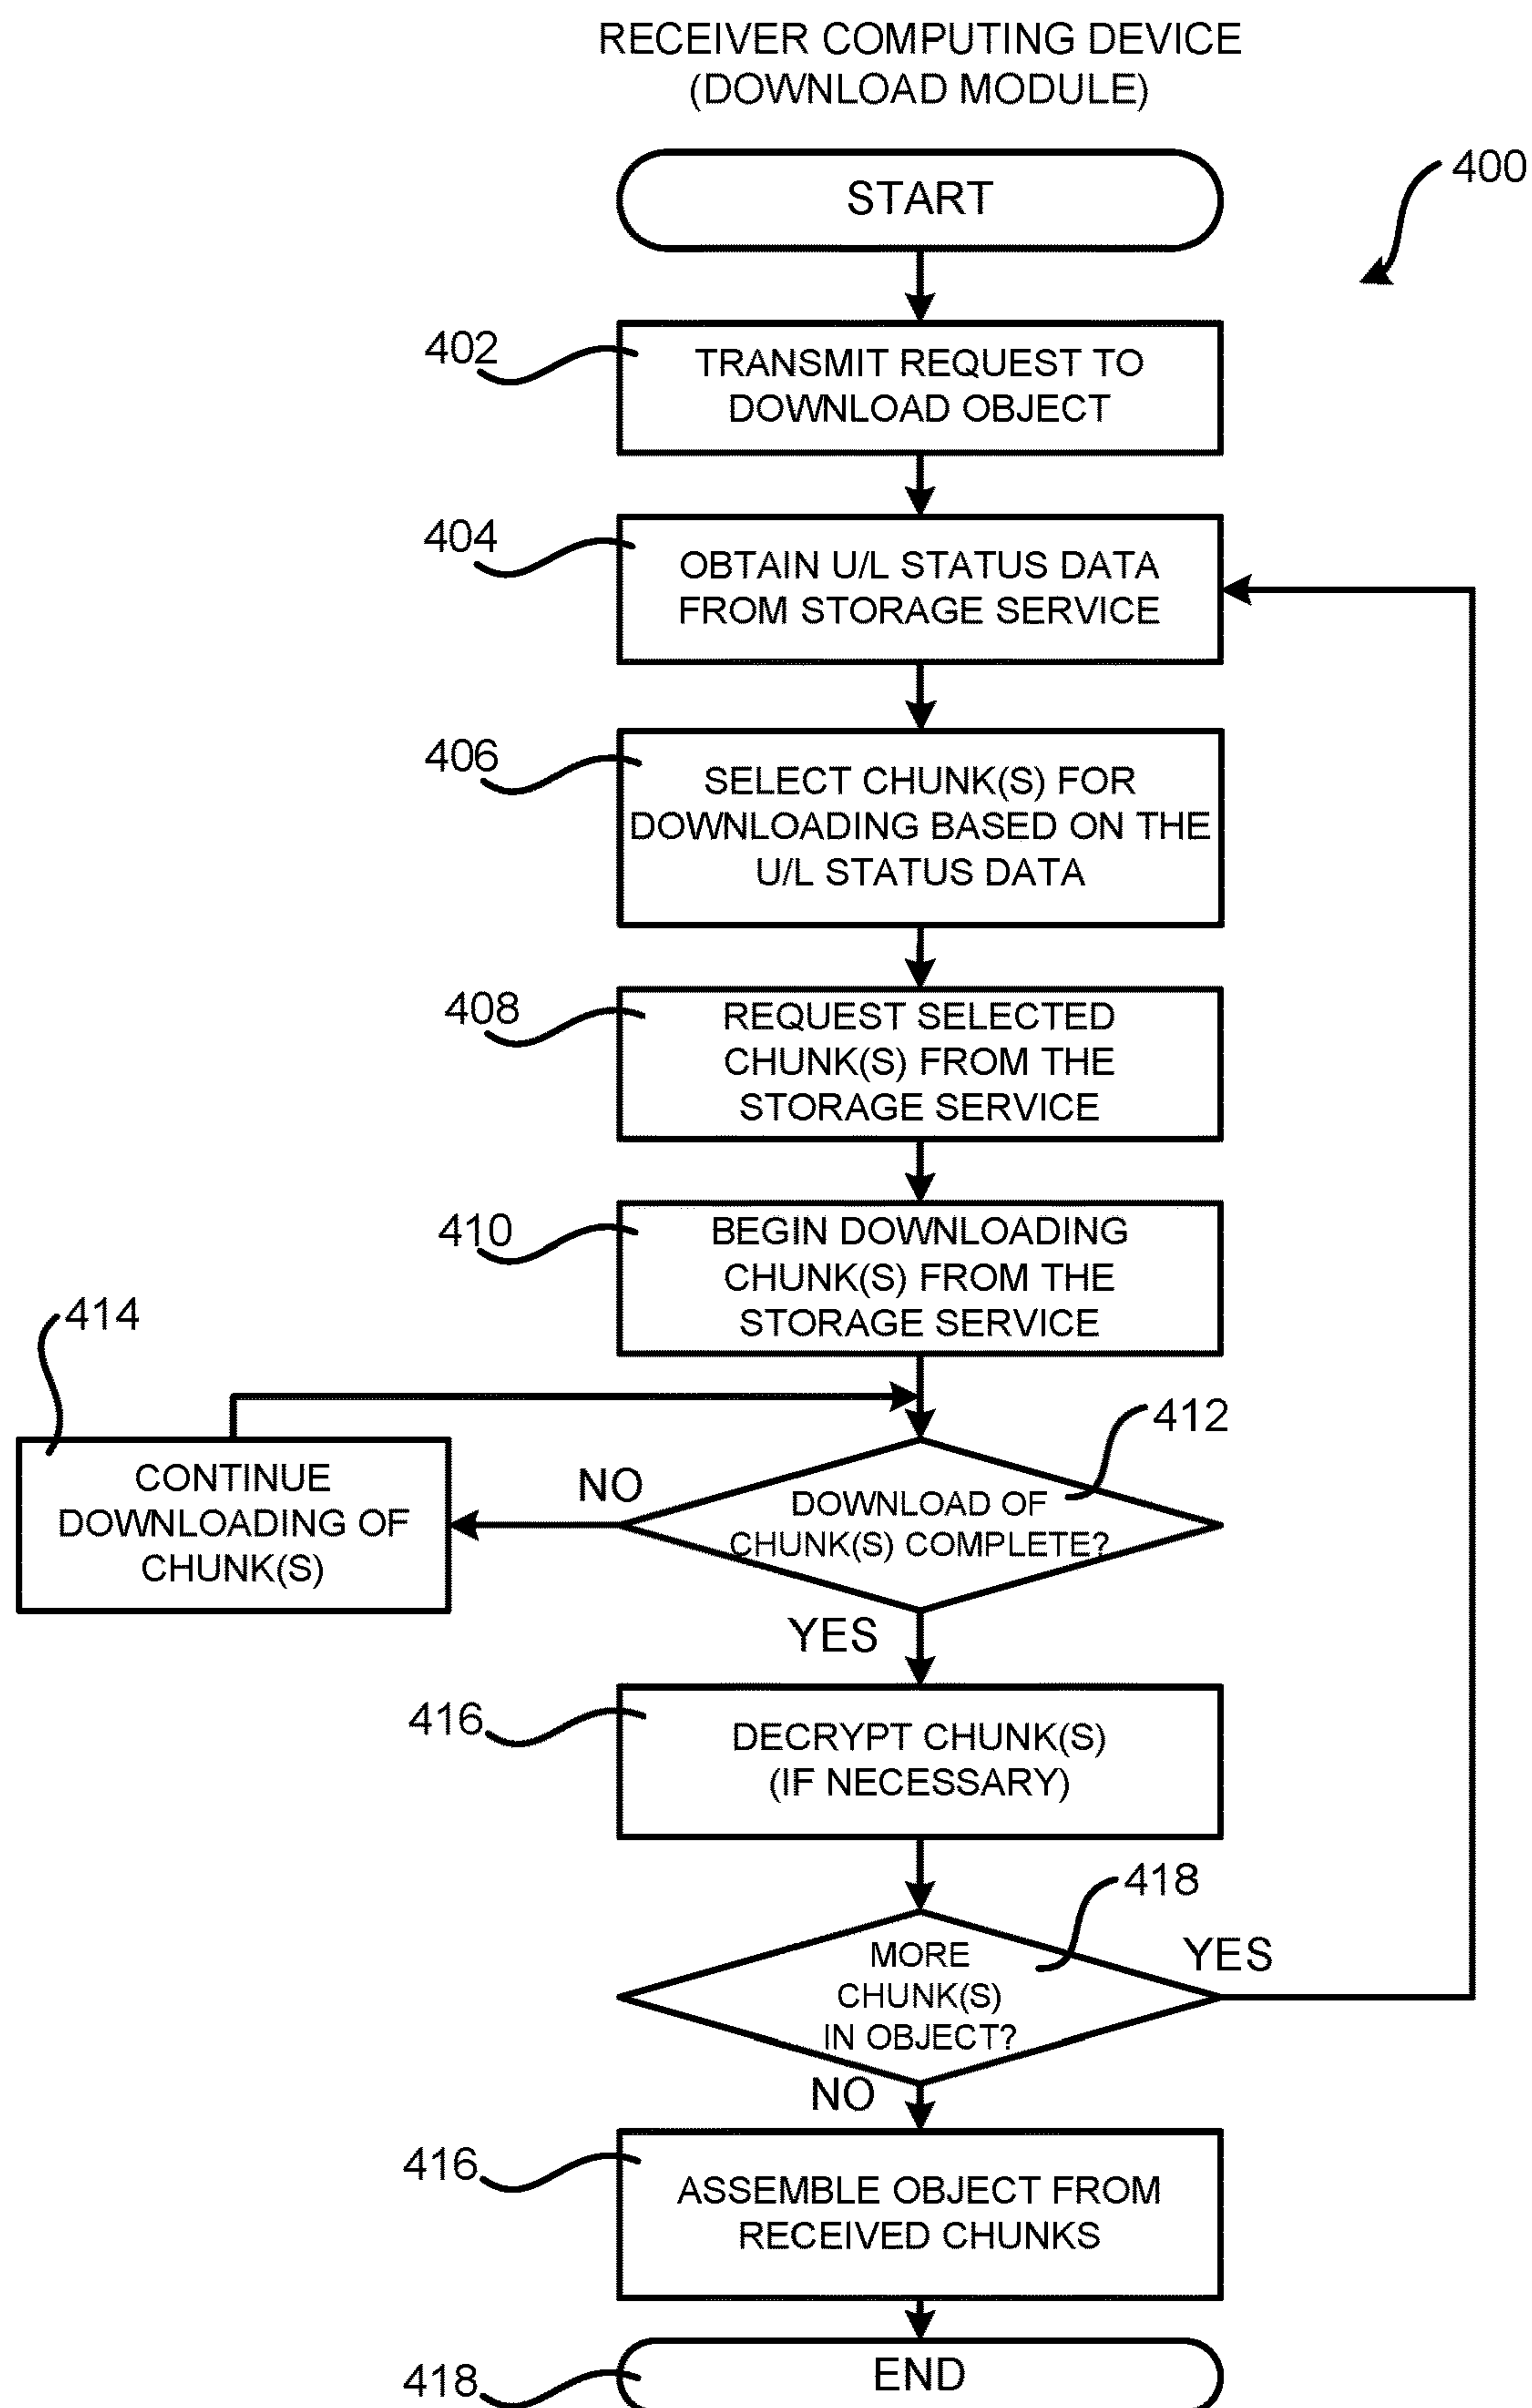 RECEIVER COMPUTING DEVICE
(DOWNLOAD MODULE)
START
400
402
TRANSMIT REQUEST TO
DOWNLOAD OBJECT
404
OBTAIN U/L STATUS DATA
FROM STORAGE SERVICE
406
SELECT CHUNK(S) FOR
DOWNLOADING BASED ON THE
U/L STATUS DATA
408
REQUEST SELECTED
CHUNK(S) FROM THE
STORAGE SERVICE
410
BEGIN DOWNLOADING
CHUNK(S) FROM THE
STORAGE SERVICE
414
CONTINUE
DOWNLOADING OF
CHUNK(S)
NO
412
DOWNLOAD OF
CHUNK(S) COMPLETE?
YES
416
DECRYPT CHUNK(S)
(IF NECESSARY)
418
MORE
CHUNK(S)
IN OBJECT?
YES
NO
416
ASSEMBLE OBJECT FROM
RECEIVED CHUNKS
418
END